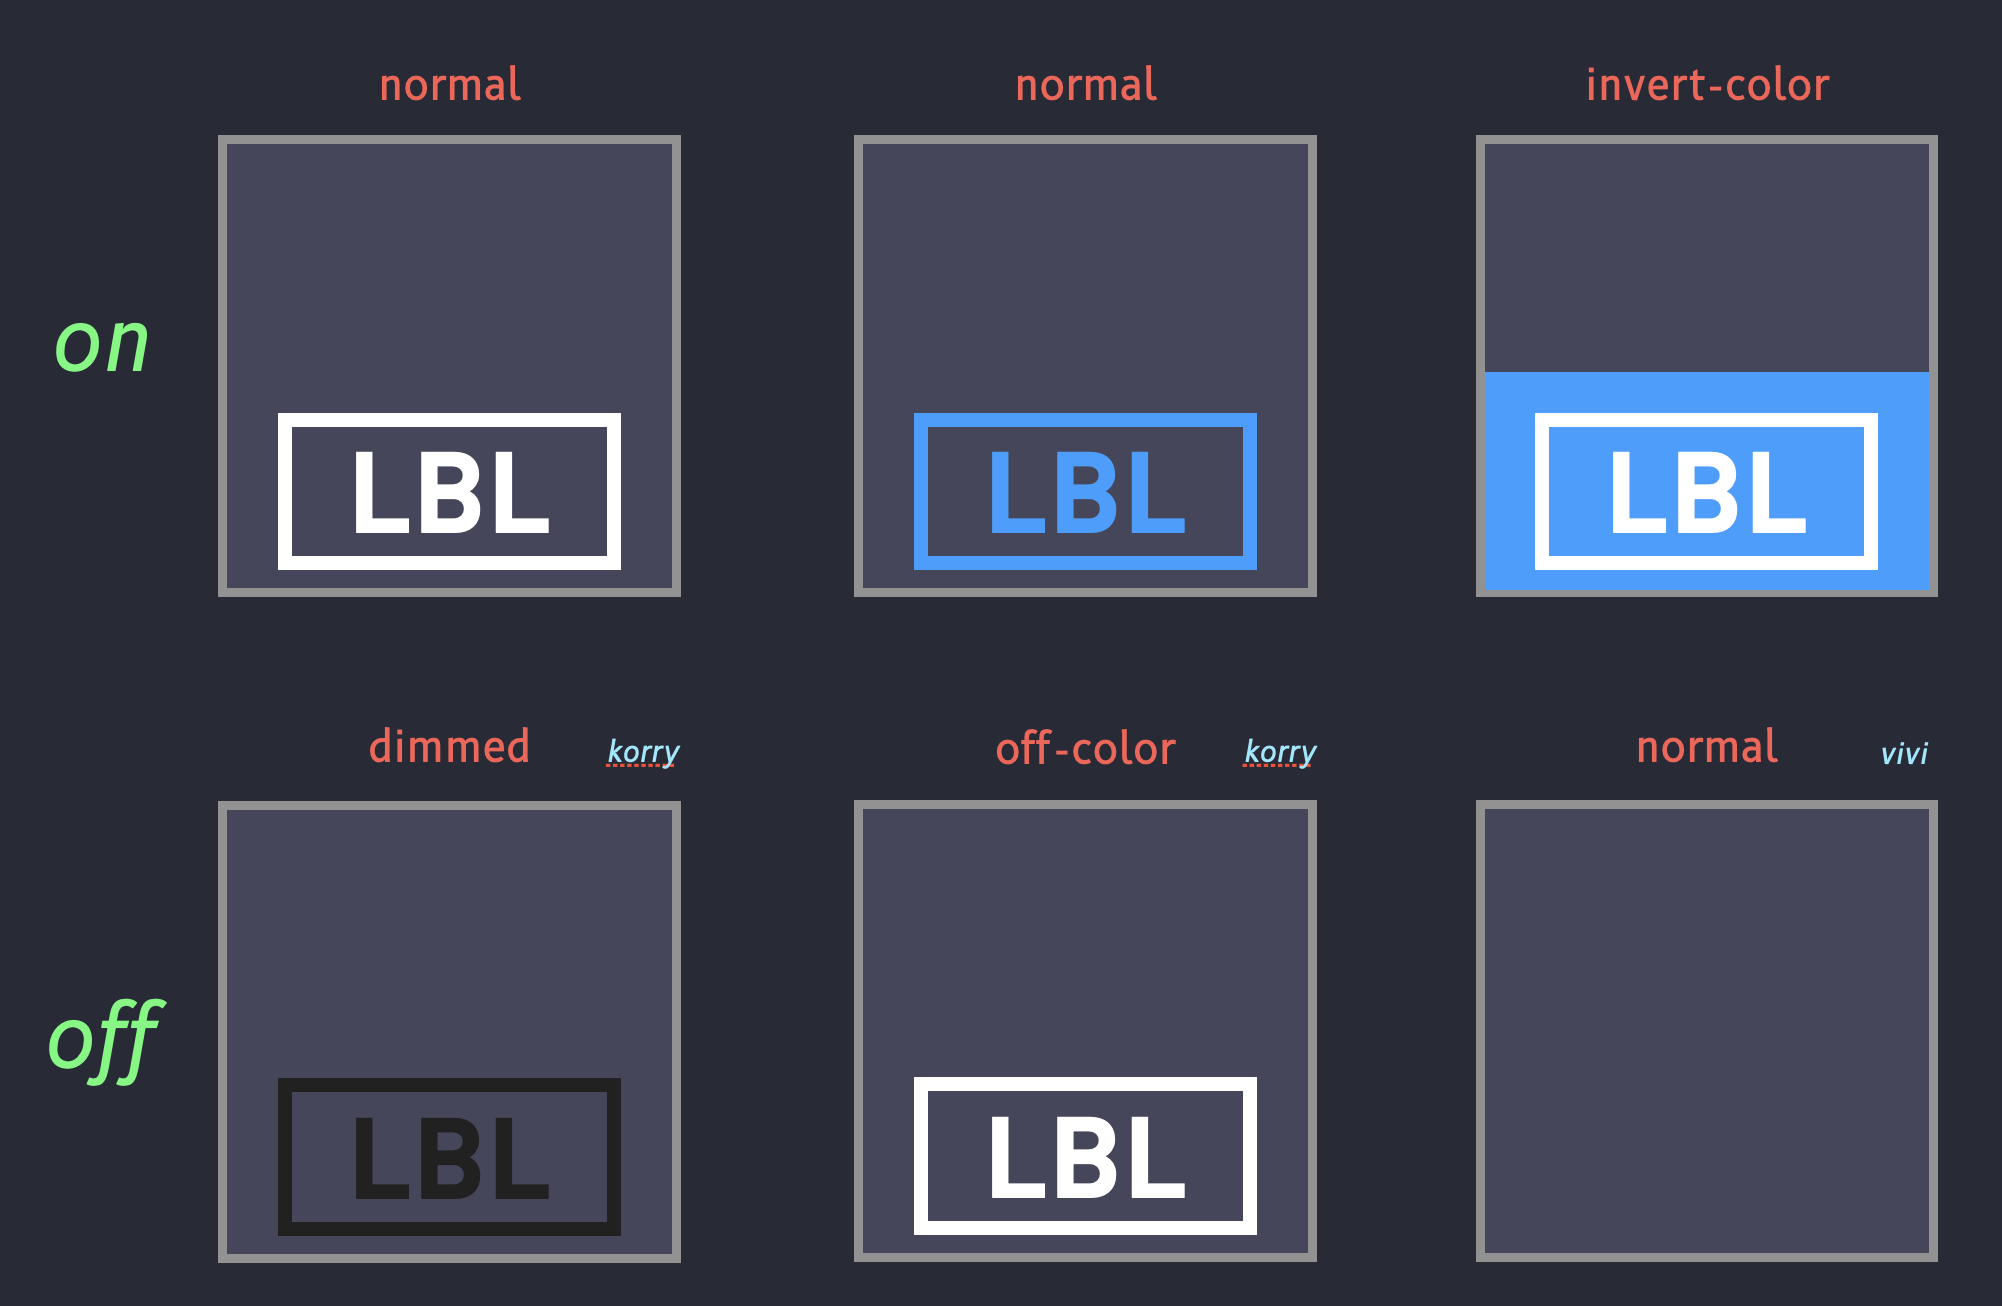 normal
normal
invert-color
on
LBL
LBL
LBL
dimmed
korry
off-color
korry
normal
vivi
off
LBL
LBL